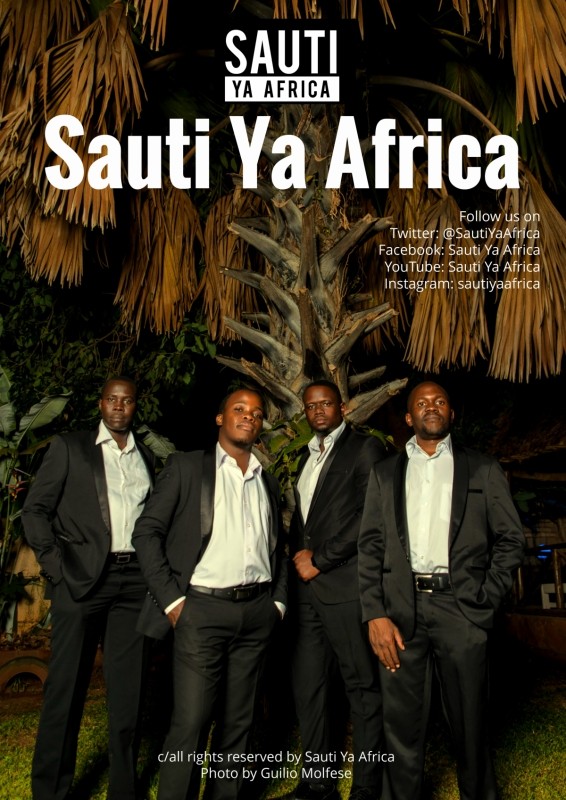 SAUTI
YA AFRICA
Sauti Ya Africa
Follow us on
Twitter: @SautiYaAfrica
Facebook: Sauti Ya Africa
YouTube: Sauti Ya Africa
Instagram: sautiyaafrica
c/all rights reserved by Sauti Ya Africa
Photo by Guilio Molfese